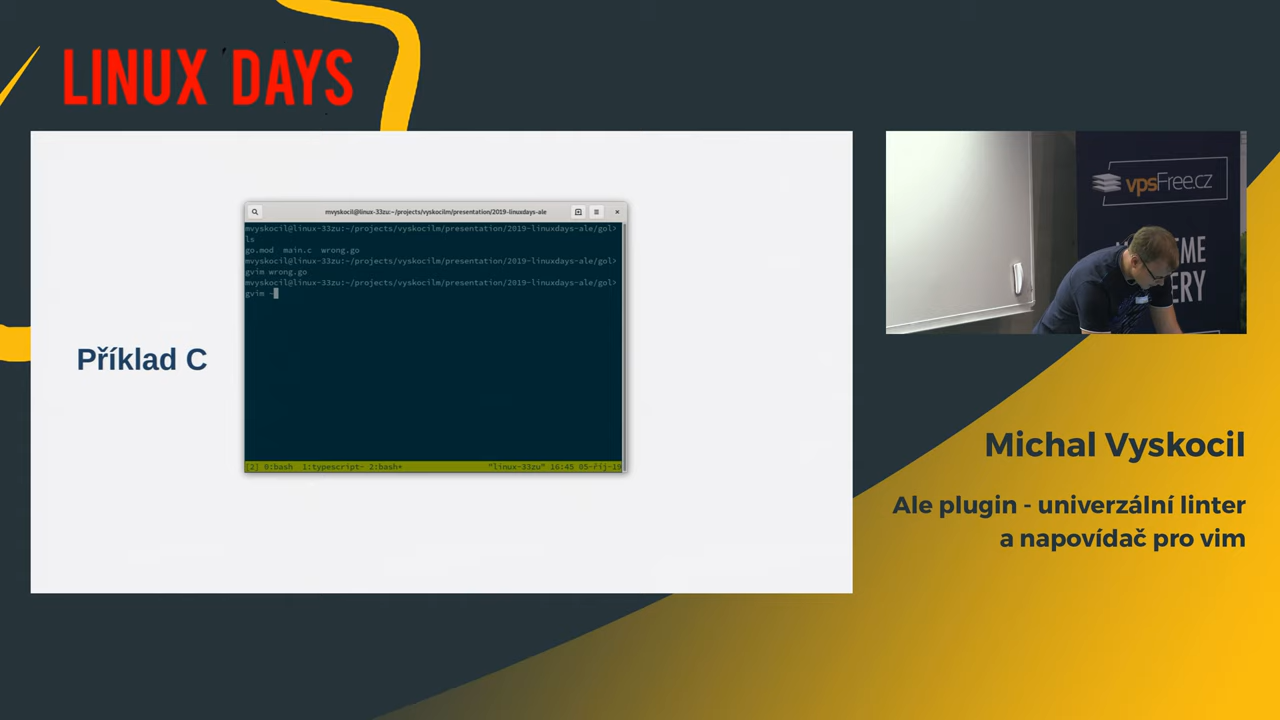 LINUX DAYS
mvyskocil@linux-33zu:~/projects/vyskocilm/presentation/2019-linuxdays-ale
mvyskocil@linux-33zu:~/projects/vyskocilm/presentation/2019-linuxdays-ale/gol>
ls
go.mod main.c wrong.go
mvyskocil@linux-33zu:~/projects/vyskocilm/presentation/2019-linuxdays-ale/gol>
gvim wrong.go
mvyskocil@linux-33zu:~/projects/vyskocilm/presentation/2019-linuxdays-ale/gol>
gvim -
[2] 0:bash 1:typescript- 2:bash* "linux-33zu" 16:45 05-říj-19
Příklad C
vpsFree.cz
Michal Vyskocil
Ale plugin - univerzální linter
a napovídač pro vim